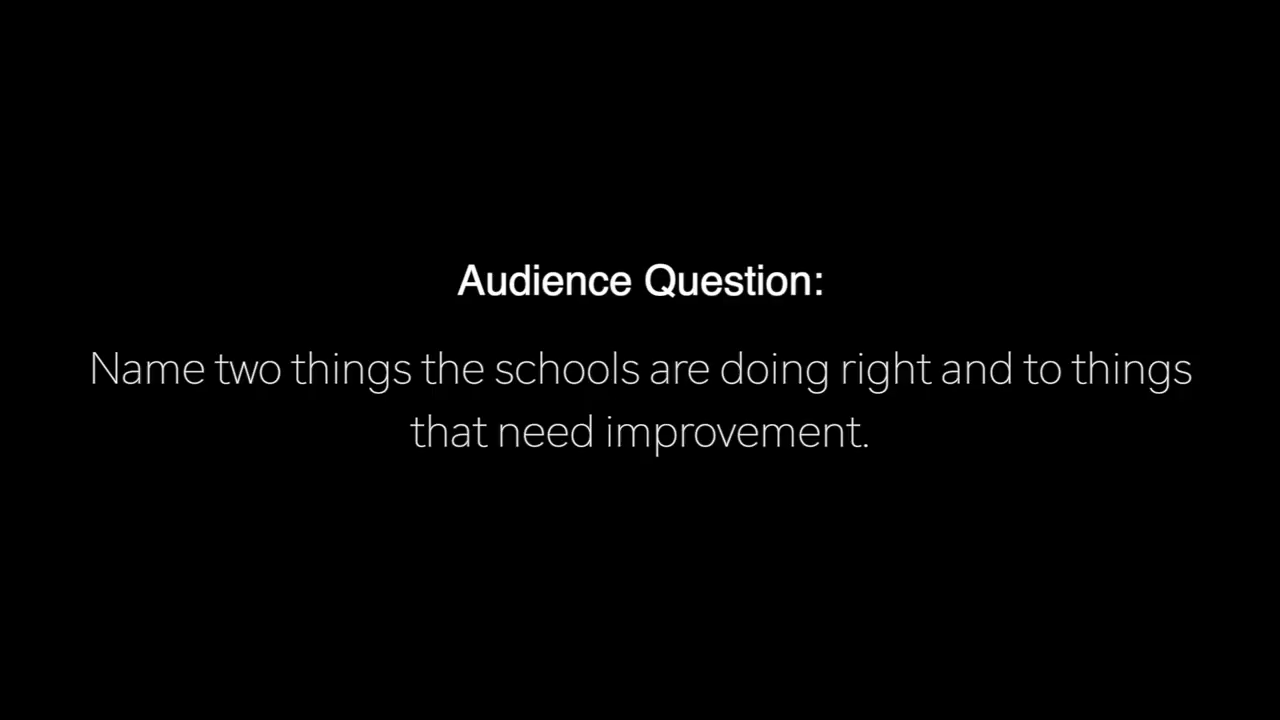 Audience Question:
Name two things the schools are doing right and to things
that need improvement.